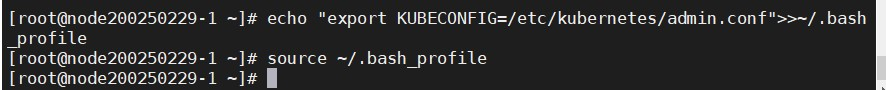 [root@node200250229-1 ~]# echo "export KUBECONFIG=/etc/kubernetes/admin.conf">>~/.bash
_profile
[root@node200250229-1 ~]# source ~/.bash_profile
[root@node200250229-1 ~]#